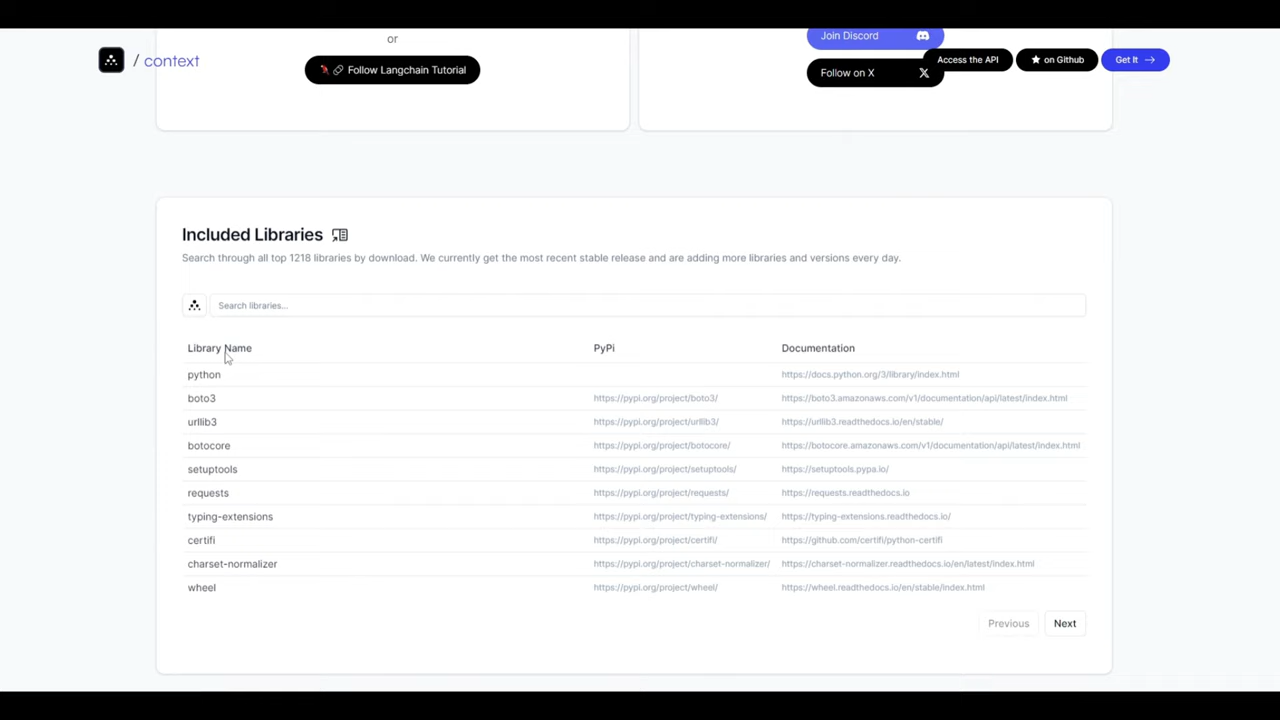 or
Follow Langchain Tutorial
Join Discord
Follow on X
/ context
Access the API
on Github
Get It
Included Libraries
Search through all top 1218 libraries by download. We currently get the most recent stable release and are adding more libraries and versions every day.
Search libraries...
Library Name PyPi Documentation
python https://docs.python.org/3/library/index.html
boto3 https://pypi.org/project/boto3/ https://boto3.amazonaws.com/v1/documentation/api/latest/index.html
urllib3 https://pypi.org/project/urllib3/ https://urllib3.readthedocs.io/en/stable/
botocore https://pypi.org/project/botocore/ https://botocore.amazonaws.com/v1/documentation/api/latest/index.html
setuptools https://pypi.org/project/setuptools/ https://setuptools.pypa.io/
requests https://pypi.org/project/requests/ https://requests.readthedocs.io
typing-extensions https://pypi.org/project/typing-extensions/ https://typing-extensions.readthedocs.io/
certifi https://pypi.org/project/certifi/ https://github.com/certifi/python-certifi
charset-normalizer https://pypi.org/project/charset-normalizer/ https://charset-normalizer.readthedocs.io/en/latest/index.html
wheel https://pypi.org/project/wheel/ https://wheel.readthedocs.io/en/stable/index.html
Previous Next